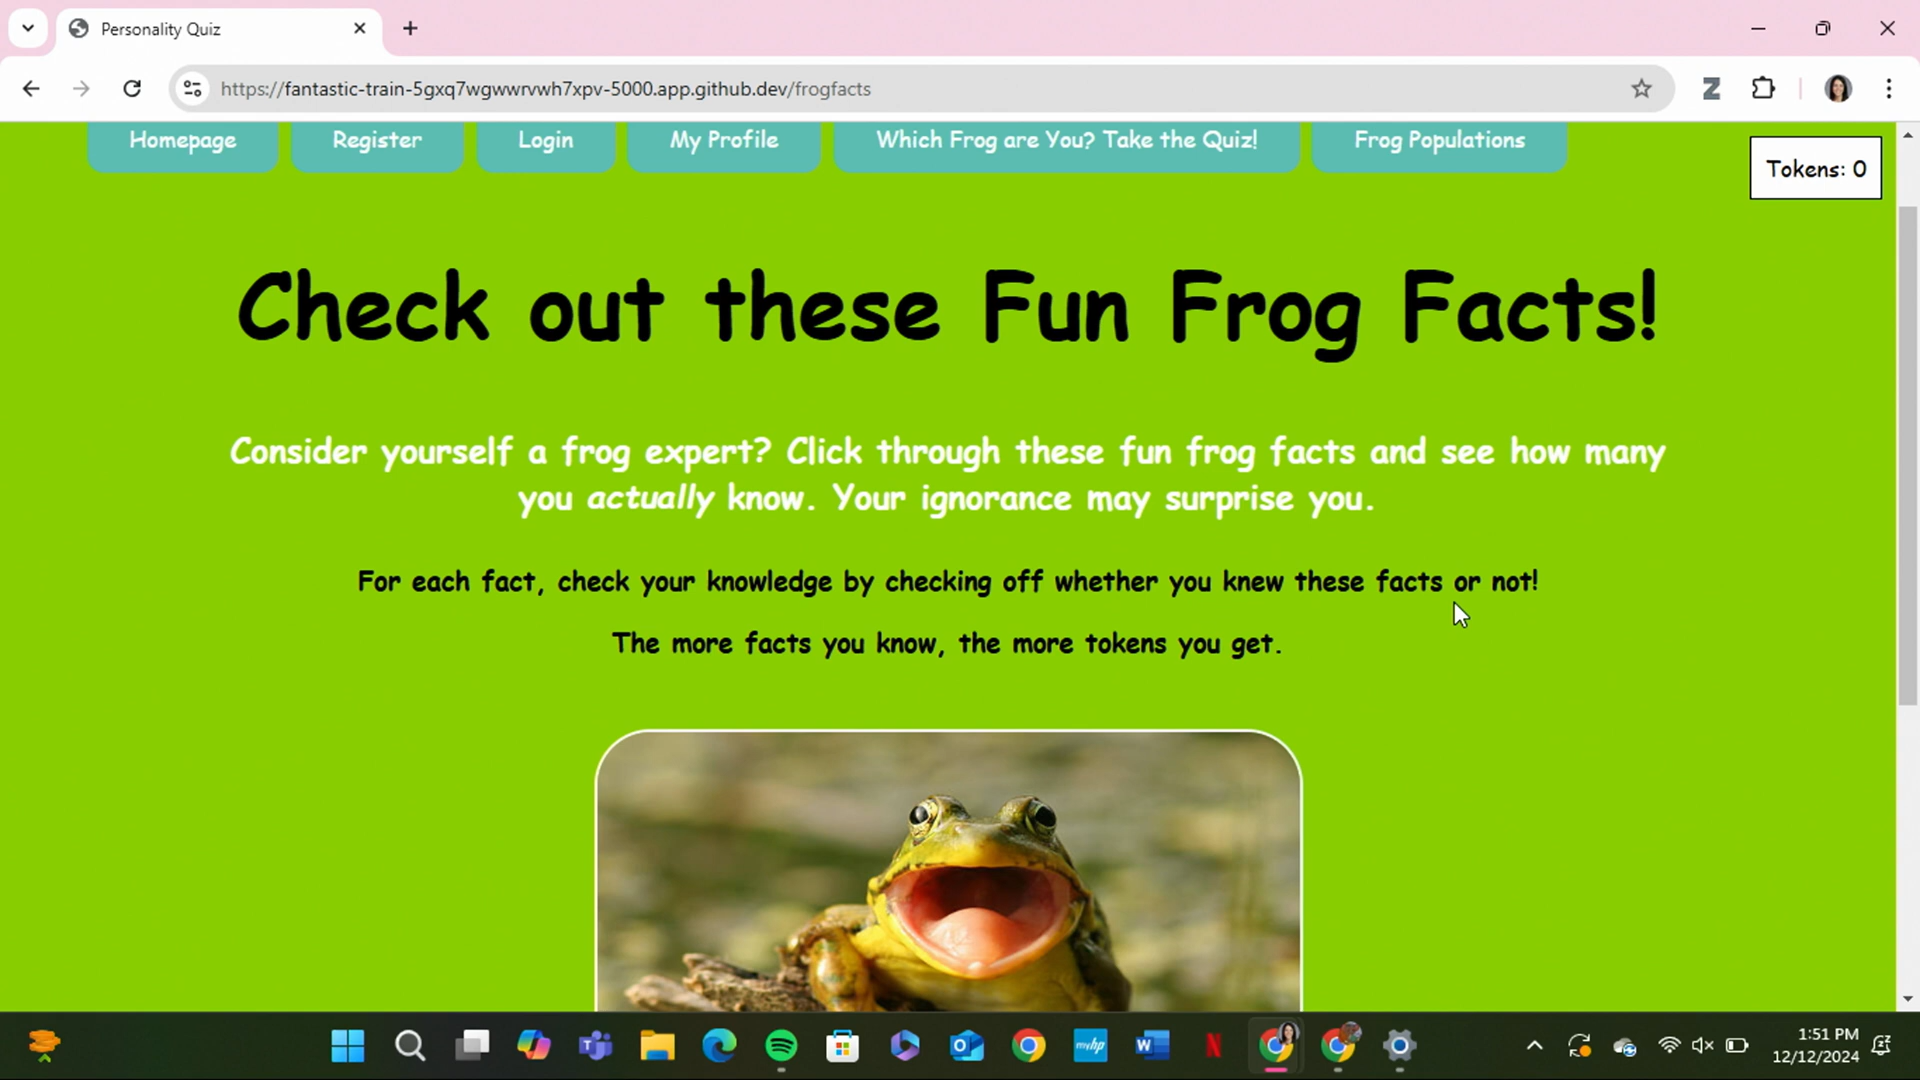 Personality Quiz
https://fantastic-train-5gxq7wgwwrvwh7xpv-5000.app.github.dev/frogfacts
Homepage
Register
Login
My Profile
Which Frog are You? Take the Quiz!
Frog Populations
Tokens: 0
Check out these Fun Frog Facts!
Consider yourself a frog expert? Click through these fun frog facts and see how many
you actually know. Your ignorance may surprise you.
For each fact, check your knowledge by checking off whether you knew these facts or not!
The more facts you know, the more tokens you get.
myhp
1:51 PM
12/12/2024